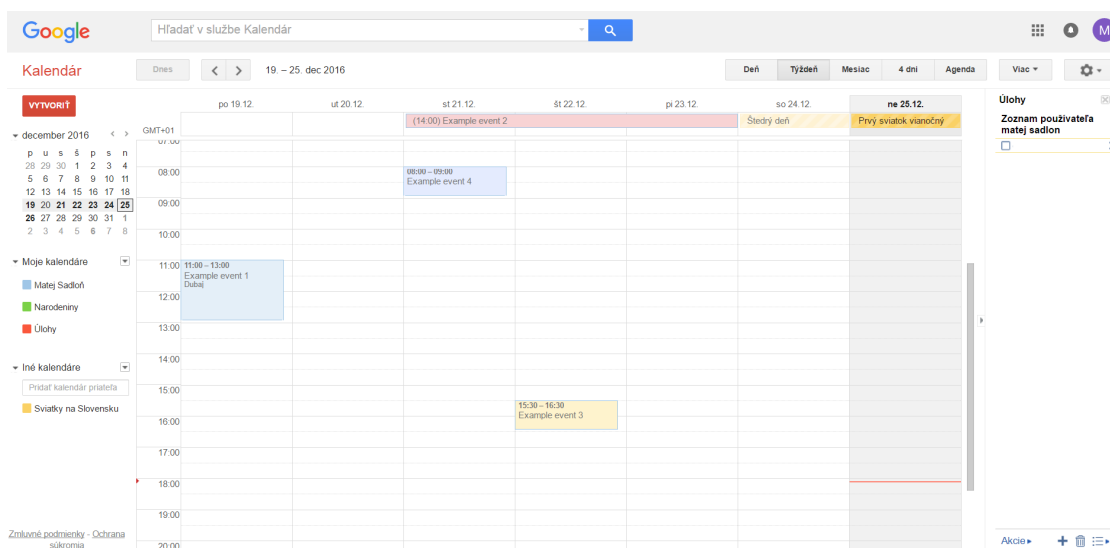 Google
Hľadať v službe Kalendár
M
Kalendár
Dnes
19. – 25. dec 2016
Deň
Týždeň
Mesiac
4 dni
Agenda
Viac
VYTVORIŤ
december 2016
p u s š p s n
28 29 30 1 2 3 4
5 6 7 8 9 10 11
12 13 14 15 16 17 18
19 20 21 22 23 24 25
26 27 28 29 30 31 1
2 3 4 5 6 7 8
Moje kalendáre
Matej Sadloň
Narodeniny
Úlohy
Iné kalendáre
Pridať kalendár priateľa
Sviatky na Slovensku
Zmluvné podmienky - Ochrana
súkromia
po 19.12.
ut 20.12.
st 21.12.
št 22.12.
pi 23.12.
so 24.12.
ne 25.12.
GMT+01
(14:00) Example event 2
Štedrý deň
Prvý sviatok vianočný
07:00
08:00
08:00 – 09:00
Example event 4
09:00
10:00
11:00
11:00 – 13:00
Example event 1
Dubaj
12:00
13:00
14:00
15:00
15:30 – 16:30
Example event 3
16:00
17:00
18:00
19:00
20:00
Úlohy
Zoznam používateľa
matej sadlon
Akcie